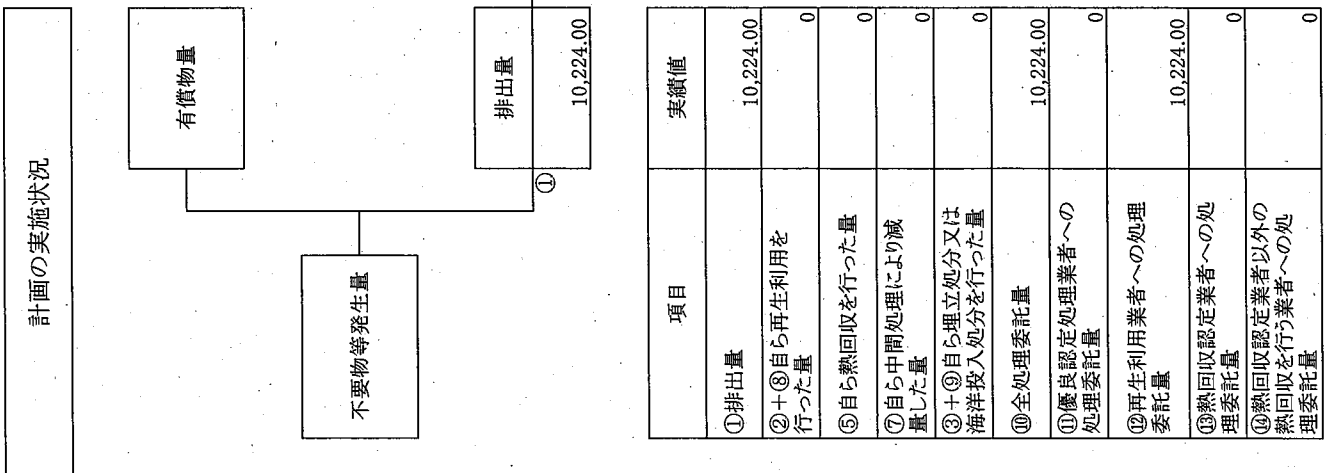 計画の実施状況
有償物量
不要物等発生量
排出量
①
10,224.00
項目
実績値
①排出量
10,224.00
②+⑧自ら再生利用を
行った量
0
⑤自ら熱回収を行った量
0
⑦自ら中間処理により減
量した量
0
③+⑨自ら埋立処分又は
海洋投入処分を行った量
0
⑩全処理委託量
10,224.00
⑪優良認定処理業者への
処理委託量
0
⑫再生利用業者への処理
委託量
10,224.00
⑬熱回収認定業者への処
理委託量
0
⑭熱回収認定業者以外の
熱回収を行う業者への処
理委託量
0